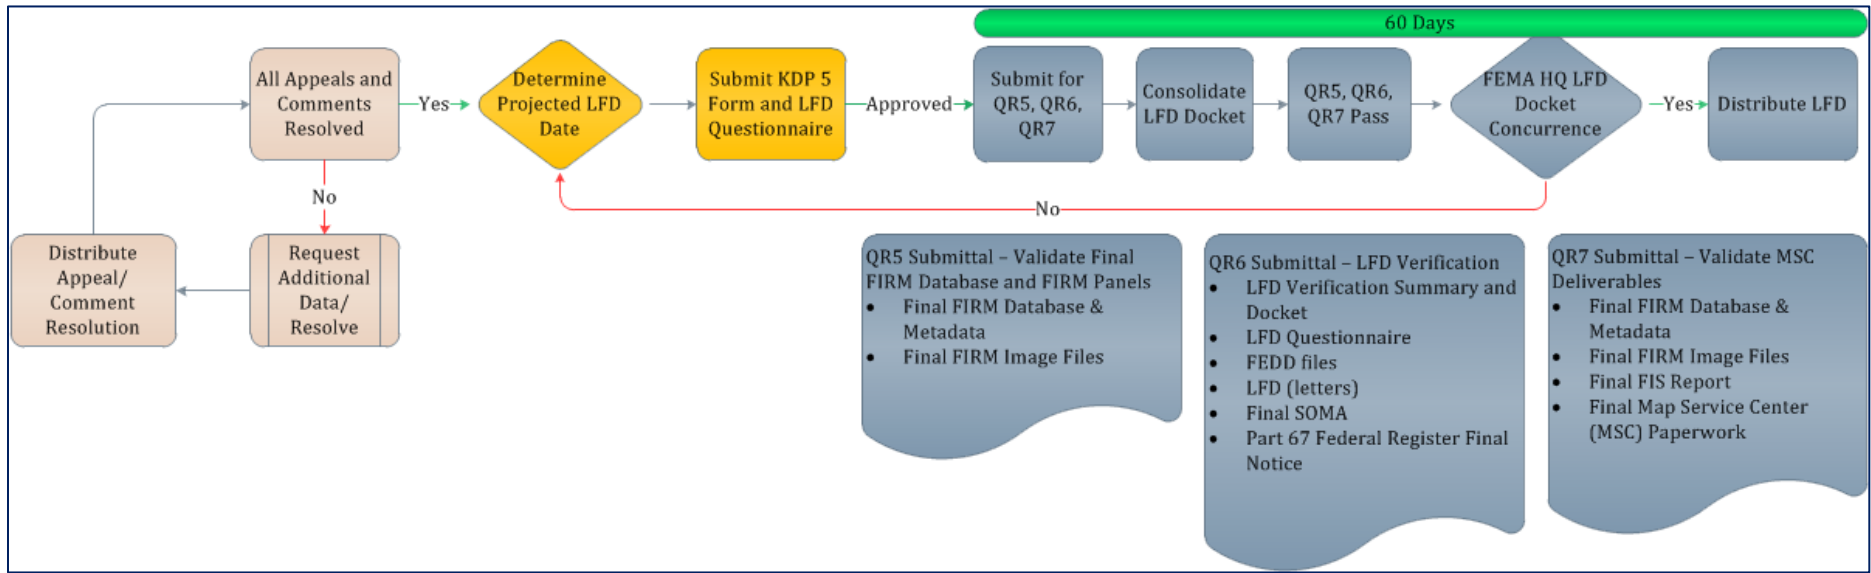 60 Days
All Appeals and
Comments
Resolved
Yes
Determine
Projected LFD
Date
Submit KDP 5
Form and LFD
Questionnaire
Approved
Submit for
QR5, QR6,
QR7
Consolidate
LFD Docket
QR5, QR6,
QR7 Pass
FEMA HQ LFD
Docket
Concurrence
Yes
Distribute LFD
No
No
Distribute
Appeal/
Comment
Resolution
Request
Additional
Data/
Resolve
QR5 Submittal – Validate Final
FIRM Database and FIRM Panels
• Final FIRM Database &
Metadata
• Final FIRM Image Files
QR6 Submittal – LFD Verification
• LFD Verification Summary and
Docket
• LFD Questionnaire
• FEDD files
• LFD (letters)
• Final SOMA
• Part 67 Federal Register Final
Notice
QR7 Submittal – Validate MSC
Deliverables
• Final FIRM Database &
Metadata
• Final FIRM Image Files
• Final FIS Report
• Final Map Service Center
(MSC) Paperwork